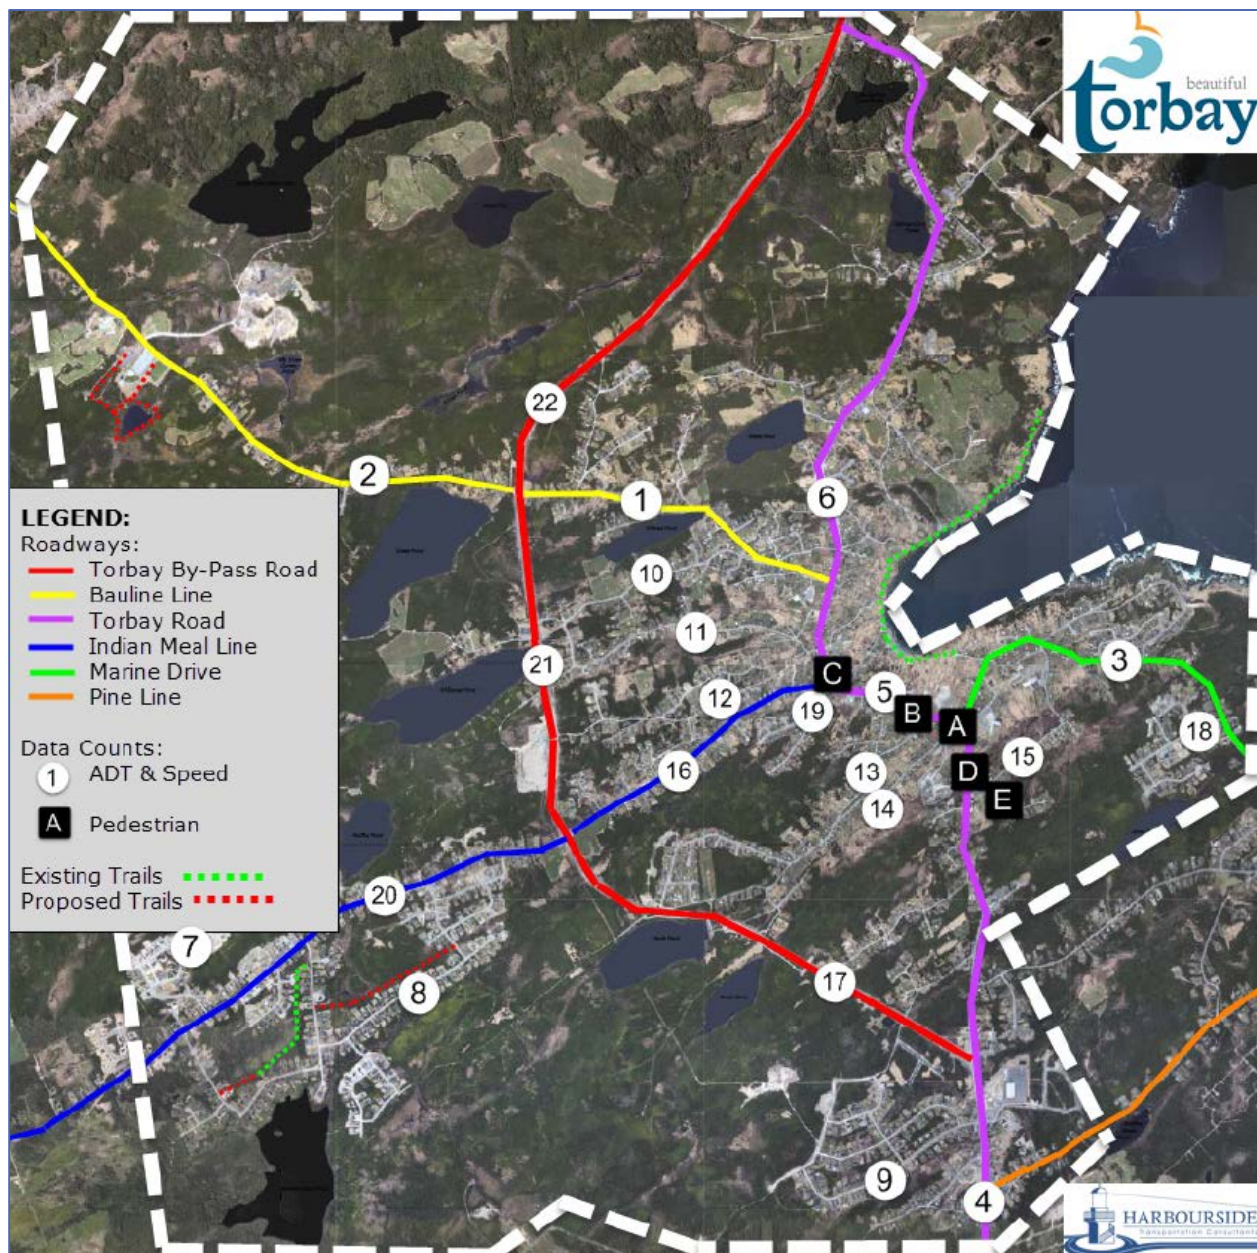 beautiful
torbay
22
2
1
6
LEGEND:
Roadways:
Torbay By-Pass Road
Bauline Line
Torbay Road
Indian Meal Line
Marine Drive
Pine Line
Data Counts:
1 ADT & Speed
A Pedestrian
Existing Trails
Proposed Trails
10
11
21
C
3
12
5
19
B
A
18
16
13
15
D
14
E
20
7
8
17
9
4
HARBOURSIDE
Transportation Consultants